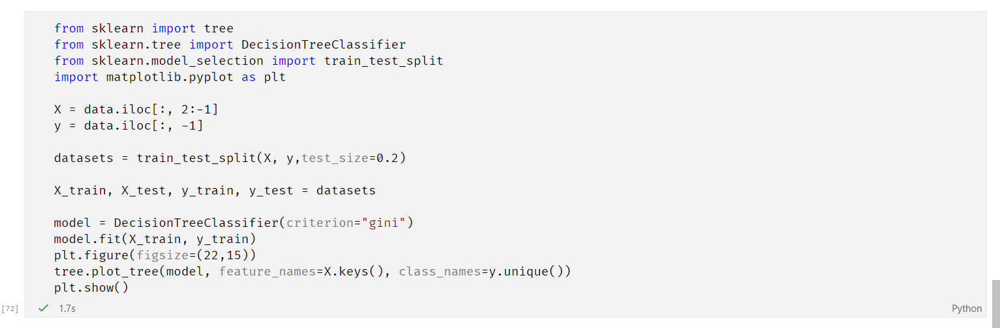 from sklearn import tree
from sklearn.tree import DecisionTreeClassifier
from sklearn.model_selection import train_test_split
import matplotlib.pyplot as plt
X = data.iloc[:, 2:-1]
y = data.iloc[:, -1]
datasets = train_test_split(X, y,test_size=0.2)
X_train, X_test, y_train, y_test = datasets
model = DecisionTreeClassifier(criterion="gini")
model.fit(X_train, y_train)
plt.figure(figsize=(22,15))
tree.plot_tree(model, feature_names=X.keys(), class_names=y.unique())
plt.show()
[72] 1.7s Python